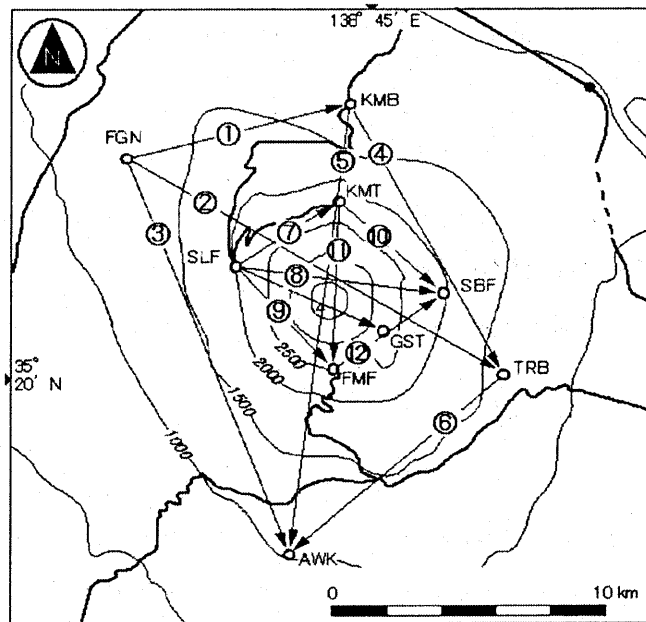 138° 45' E
N
KMB
FGN
①
④
⑤
②
KMT
③
⑦
⑩
⑪
SLF
⑧
SBF
⑨
GST
2500
⑫
2000
FMF
TRB
35°
20' N
1500
1000
⑥
AWK
0
10 km